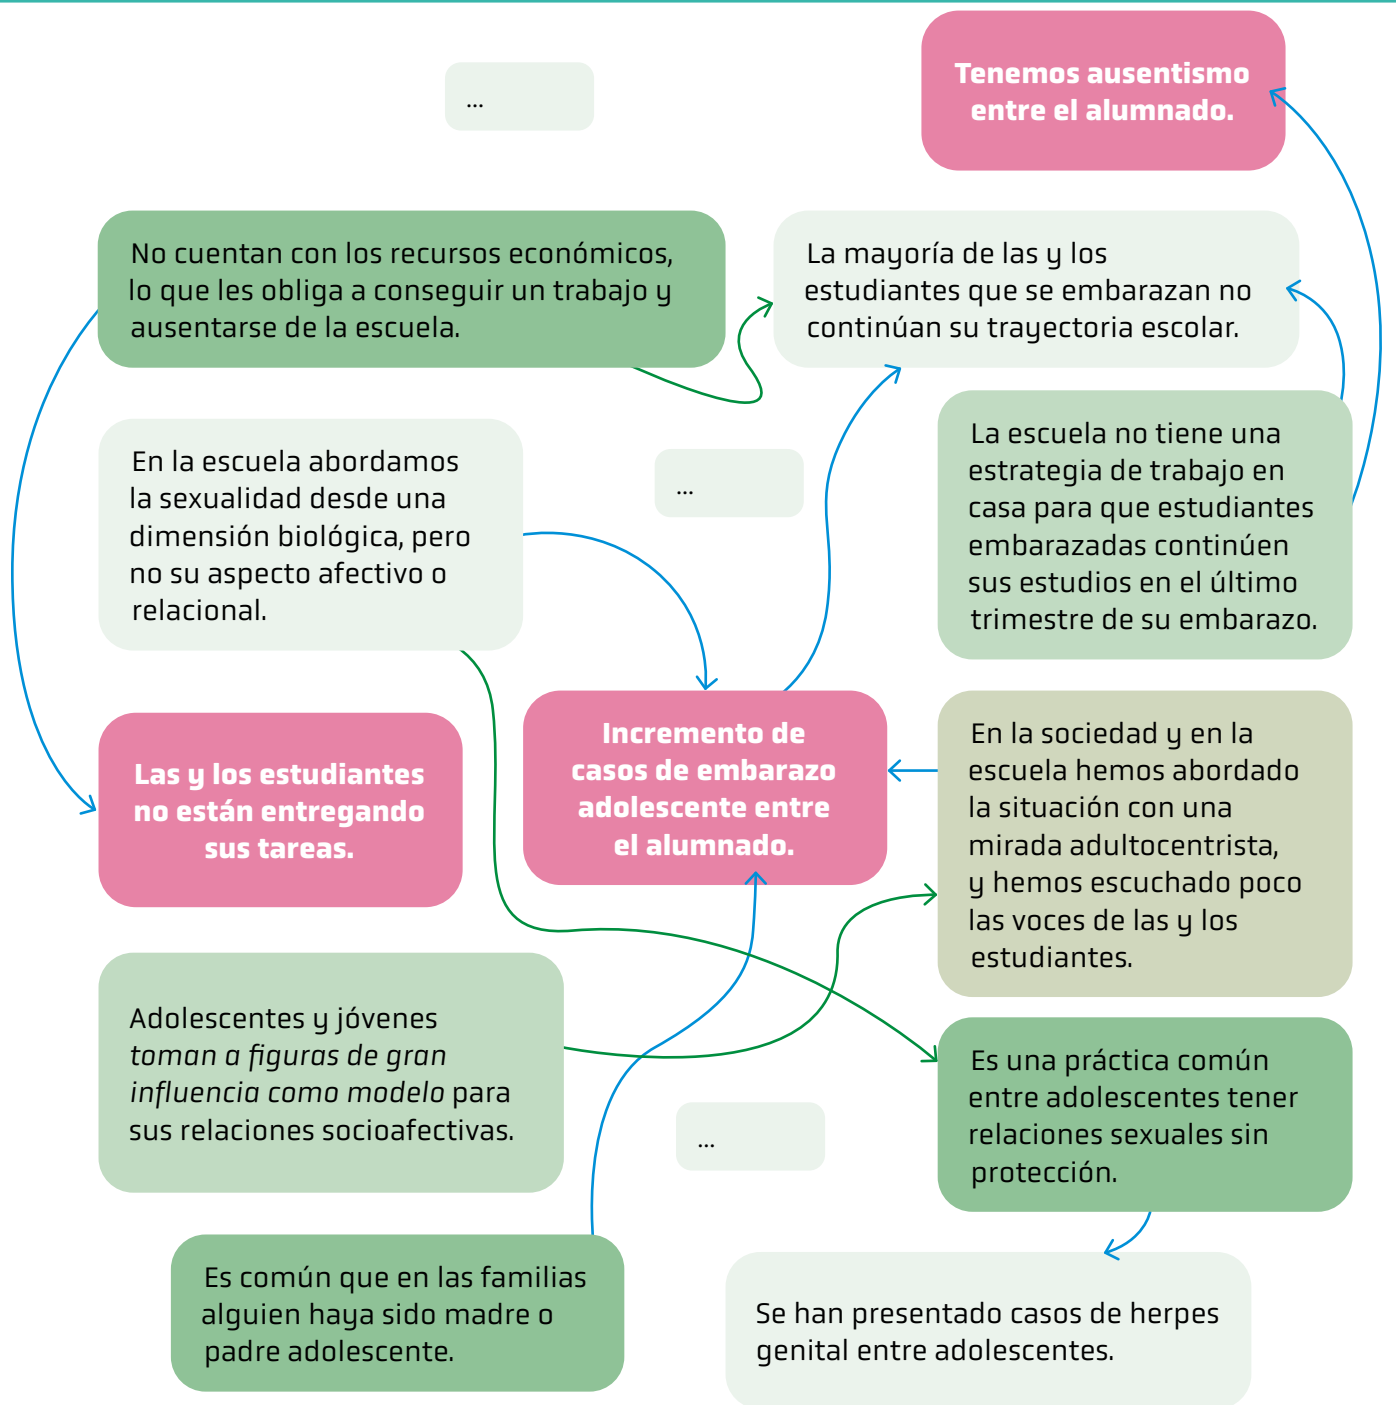 ...
Tenemos ausentismo
entre el alumnado.
No cuentan con los recursos económicos,
lo que les obliga a conseguir un trabajo y
ausentarse de la escuela.
La mayoría de las y los
estudiantes que se embarazan no
continúan su trayectoria escolar.
En la escuela abordamos
la sexualidad desde una
dimensión biológica, pero
no su aspecto afectivo o
relacional.
...
La escuela no tiene una
estrategia de trabajo en
casa para que estudiantes
embarazadas continúen
sus estudios en el último
trimestre de su embarazo.
Las y los estudiantes
no están entregando
sus tareas.
Incremento de
casos de embarazo
adolescente entre
el alumnado.
En la sociedad y en la
escuela hemos abordado
la situación con una
mirada adultocentrista,
y hemos escuchado poco
las voces de las y los
estudiantes.
Adolescentes y jóvenes
toman a figuras de gran
influencia como modelo para
sus relaciones socioafectivas.
...
Es una práctica común
entre adolescentes tener
relaciones sexuales sin
protección.
Es común que en las familias
alguien haya sido madre o
padre adolescente.
Se han presentado casos de herpes
genital entre adolescentes.